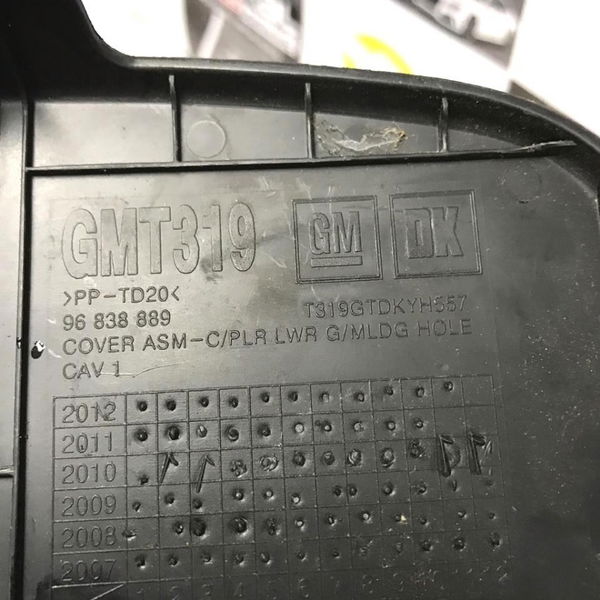 GMT319 GM DK
>PP-TD20< T319GTDKYH557
96 838 889
COVER ASM-C/PLR LWR G/MLDG HOLE
CAV 1
2012
2011
2010
2009
2008
2007